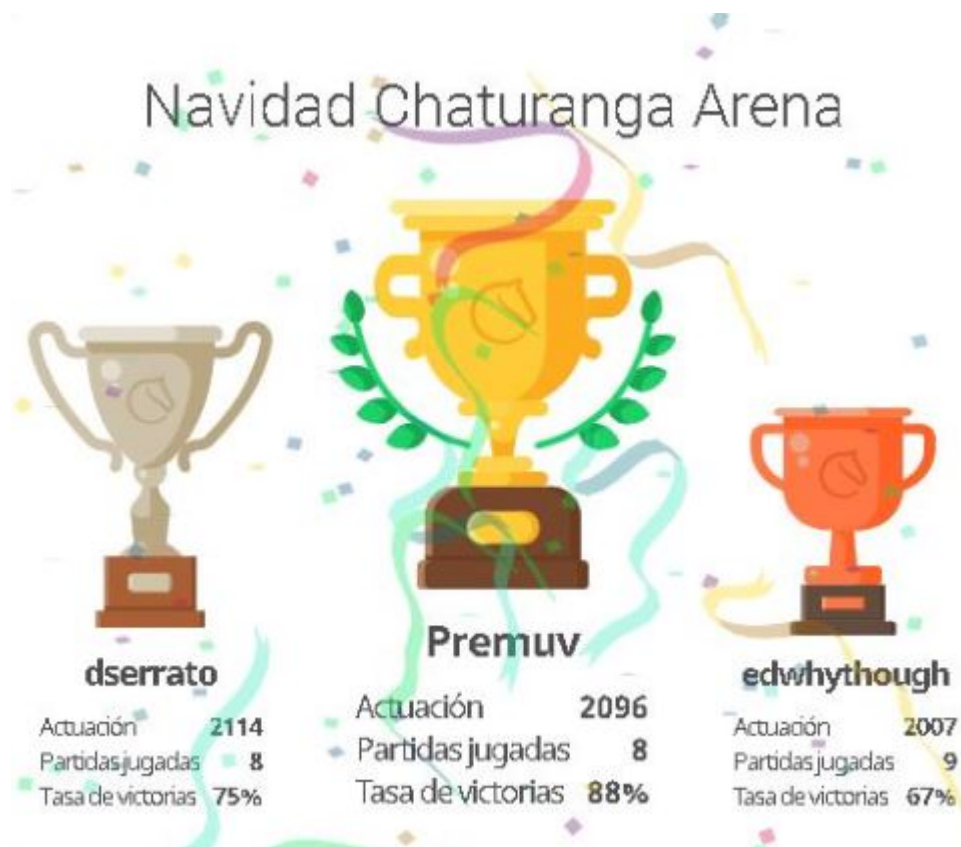 Navidad Chaturanga Arena
dserrato
Actuación 2114
Partidas jugadas 8
Tasa de victorias 75%
Premuv
Actuación 2096
Partidas jugadas 8
Tasa de victorias 88%
edwhythough
Actuación 2007
Partidas jugadas 9
Tasa de victorias 67%